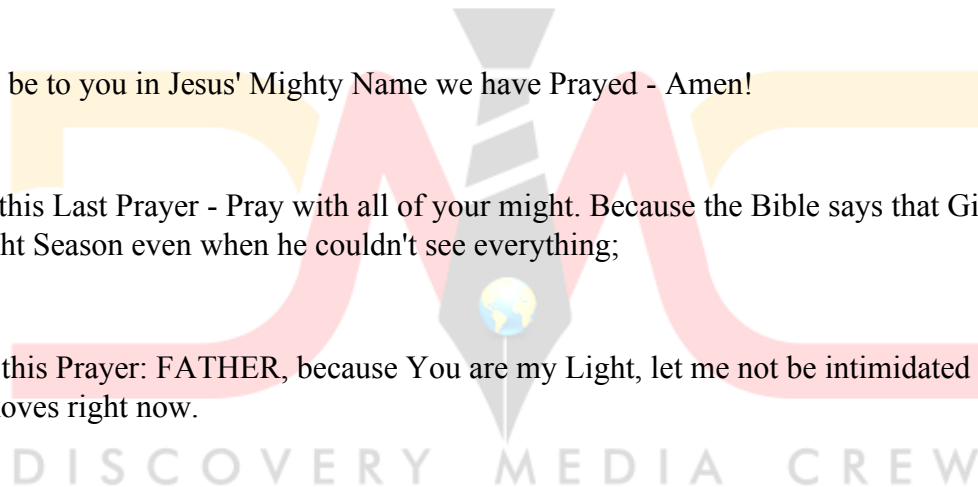 be to you in Jesus' Mighty Name we have Prayed - Amen!
this Last Prayer - Pray with all of your might. Because the Bible says that Gi
ht Season even when he couldn't see everything;
this Prayer: FATHER, because You are my Light, let me not be intimidated
oves right now.
DMC
DISCOVERY MEDIA CREW